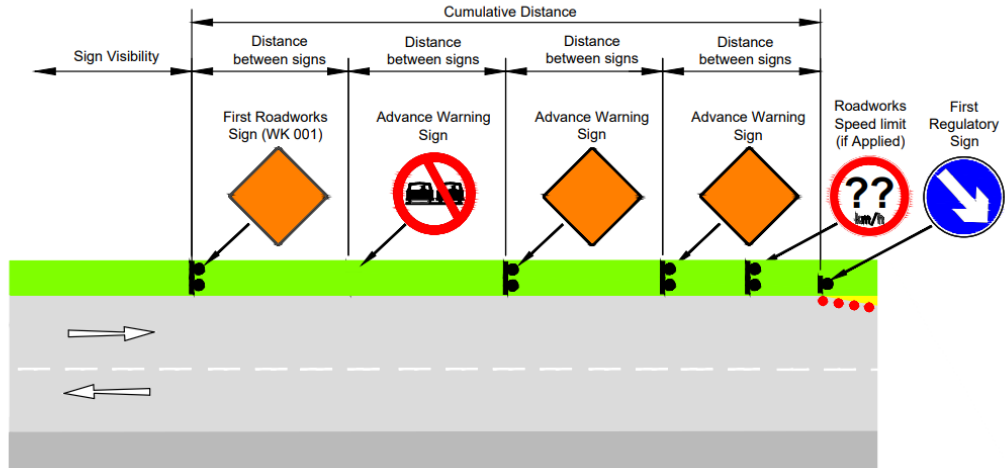 Cumulative Distance
Sign Visibility
Distance
between signs
Distance
between signs
Distance
between signs
Distance
between signs
First Roadworks
Sign (WK 001)
Advance Warning
Sign
Advance Warning
Sign
Advance Warning
Sign
Roadworks
Speed limit
(if Applied)
First
Regulatory
Sign
??
km/h